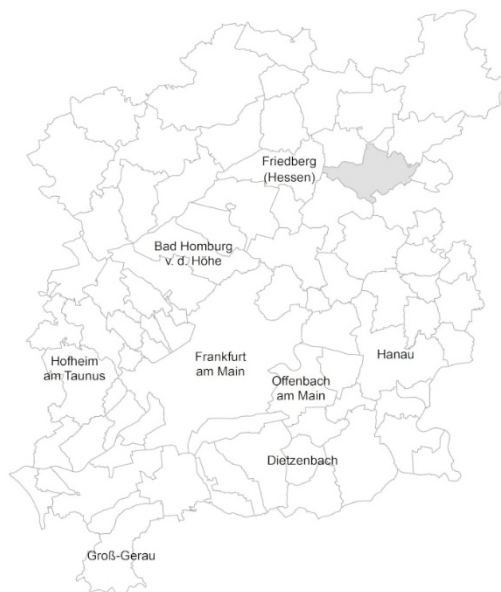 Friedberg
(Hessen)
Bad Homburg
v. d. Höhe
Hofheim
am Taunus
Frankfurt
am Main
Hanau
Offenbach
am Main
Dietzenbach
Groß-Gerau